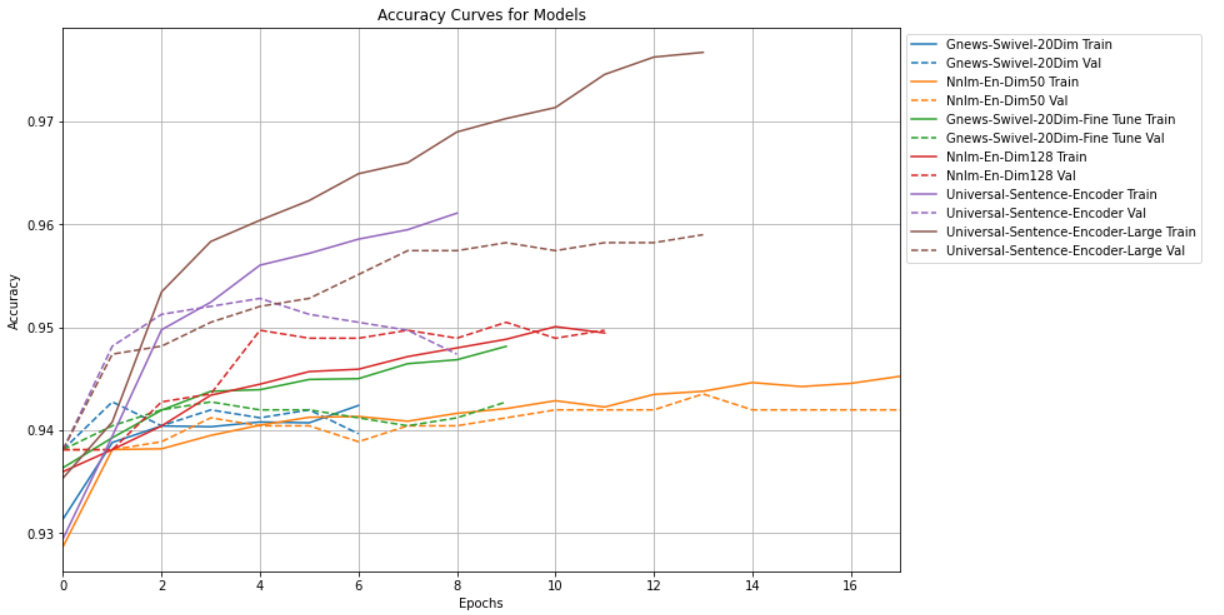 Accuracy Curves for Models
Gnews-Swivel-20Dim Train
Gnews-Swivel-20Dim Val
Nnlm-En-Dim50 Train
Nnlm-En-Dim50 Val
Gnews-Swivel-20Dim-Fine Tune Train
Gnews-Swivel-20Dim-Fine Tune Val
Nnlm-En-Dim128 Train
Nnlm-En-Dim128 Val
Universal-Sentence-Encoder Train
Universal-Sentence-Encoder Val
Universal-Sentence-Encoder-Large Train
Universal-Sentence-Encoder-Large Val
Accuracy
0.97
0.96
0.95
0.94
0.93
0 2 4 6 8 10 12 14 16
Epochs